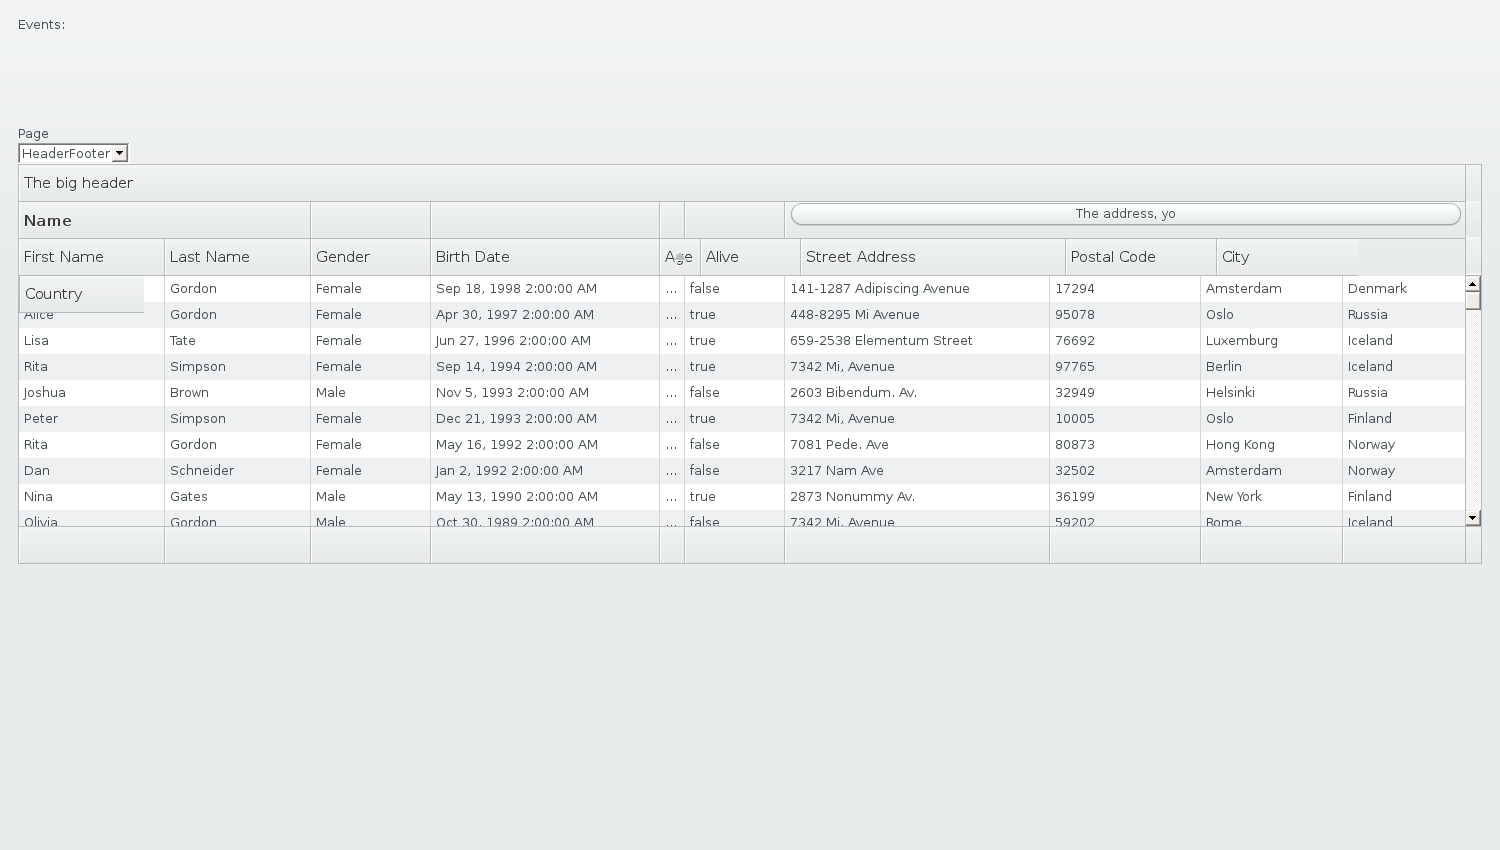 Events:
Page
HeaderFooter
The big header
Name The address, yo
First Name Last Name Gender Birth Date Age Alive Street Address Postal Code City
Country Gordon Female Sep 18, 1998 2:00:00 AM ... false 141-1287 Adipiscing Avenue 17294 Amsterdam Denmark
Alice Gordon Female Apr 30, 1997 2:00:00 AM ... true 448-8295 Mi Avenue 95078 Oslo Russia
Lisa Tate Female Jun 27, 1996 2:00:00 AM ... true 659-2538 Elementum Street 76692 Luxemburg Iceland
Rita Simpson Female Sep 14, 1994 2:00:00 AM ... true 7342 Mi, Avenue 97765 Berlin Iceland
Joshua Brown Male Nov 5, 1993 2:00:00 AM ... false 2603 Bibendum. Av. 32949 Helsinki Russia
Peter Simpson Female Dec 21, 1993 2:00:00 AM ... true 7342 Mi, Avenue 10005 Oslo Finland
Rita Gordon Female May 16, 1992 2:00:00 AM ... false 7081 Pede. Ave 80873 Hong Kong Norway
Dan Schneider Female Jan 2, 1992 2:00:00 AM ... false 3217 Nam Ave 32502 Amsterdam Norway
Nina Gates Male May 13, 1990 2:00:00 AM ... true 2873 Nonummy Av. 36199 New York Finland
Olivia Gordon Male Oct 30, 1989 2:00:00 AM ... false 7342 Mi, Avenue 59202 Rome Iceland